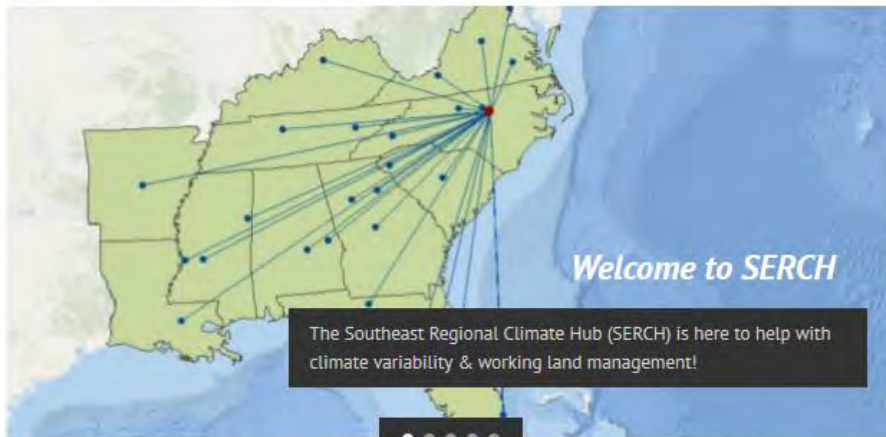 Welcome to SERCH
The Southeast Regional Climate Hub (SERCH) is here to help with
climate variability & working land management!